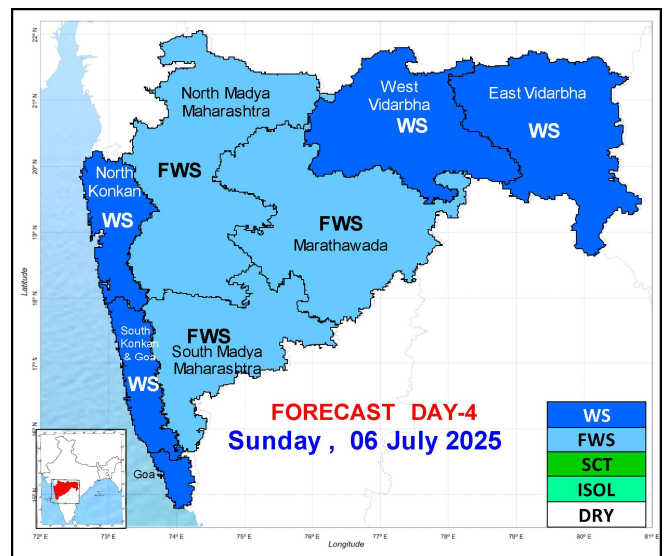 22° N
21° N
20° N
19° N
18° N
17° N
16° N
15° N
Latitude
North Madya
Maharashtra
FWS
West
Vidarbha
WS
East Vidarbha
WS
North
Konkan
WS
FWS
Marathawada
South
Konkan
& Goa
WS
FWS
South Madya
Maharashtra
Goa
FORECAST DAY-4
Sunday , 06 July 2025
WS
FWS
SCT
ISOL
DRY
72° E
73° E
74° E
75° E
76° E
77° E
78° E
79° E
80° E
81° E
Longitude